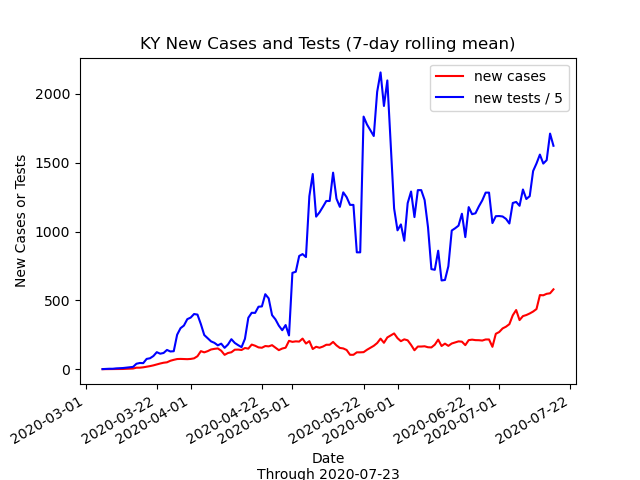 KY New Cases and Tests (7-day rolling mean)
new cases
new tests / 5
New Cases or Tests
2000
1500
1000
500
0
2020-03-01
2020-03-22
2020-04-01
2020-04-22
2020-05-01
2020-05-22
2020-06-01
2020-06-22
2020-07-01
2020-07-22
Date
Through 2020-07-23